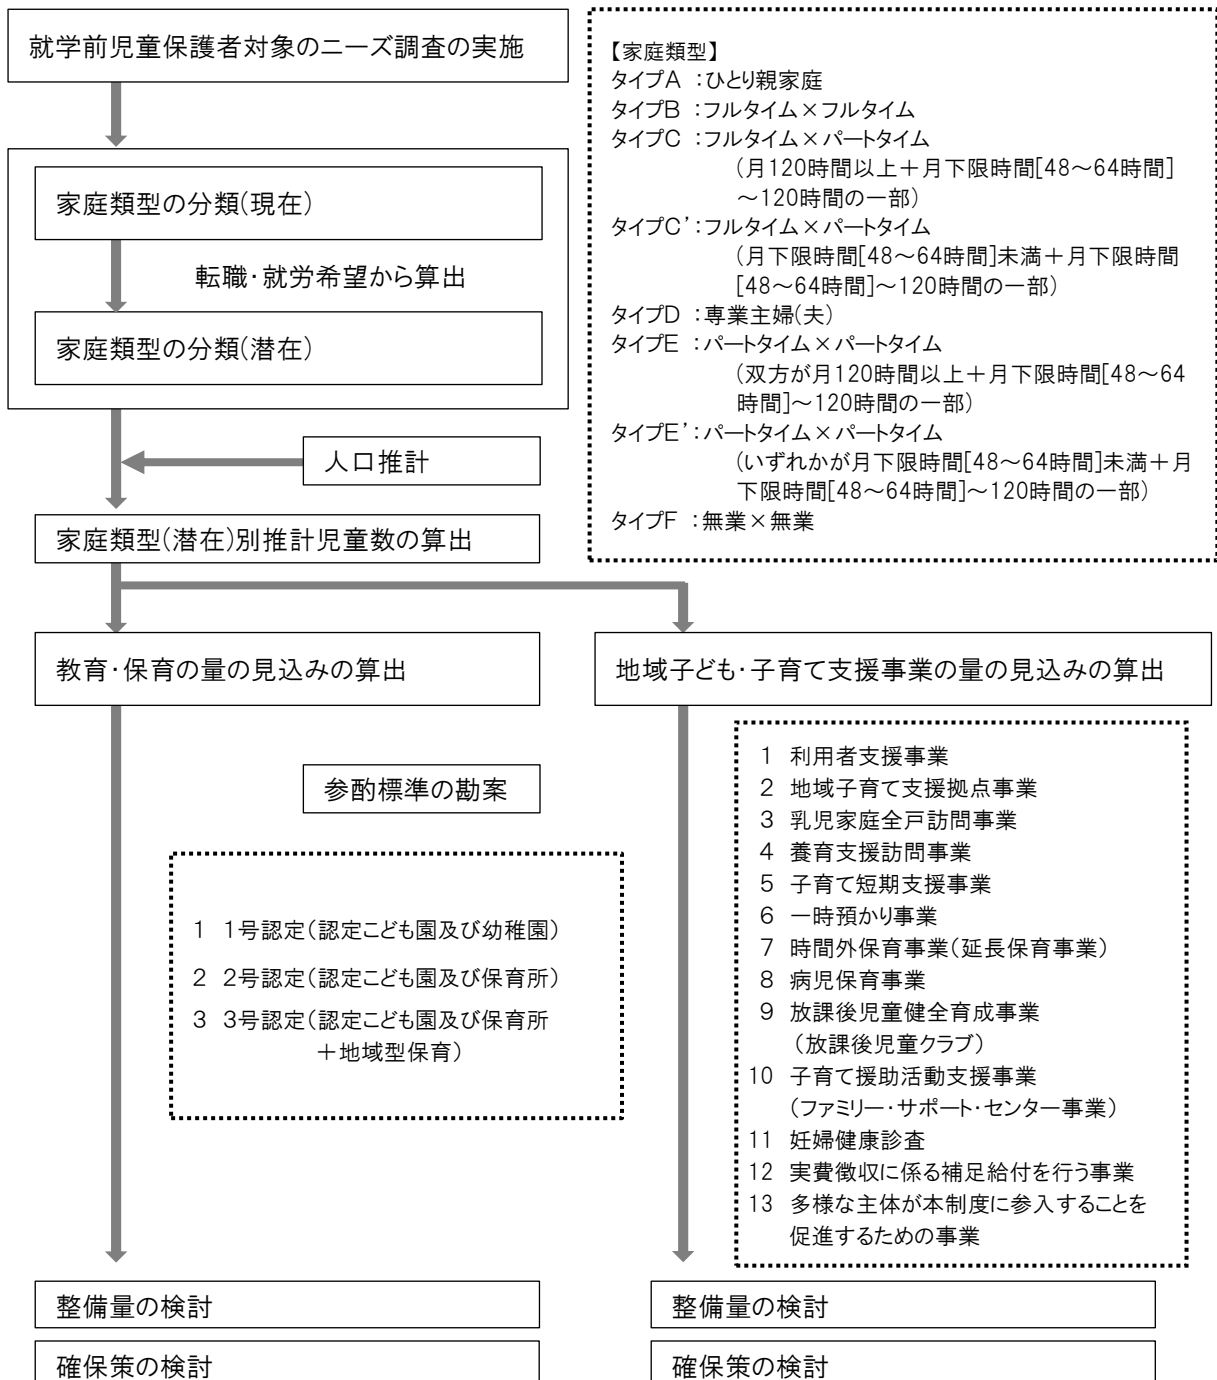 就学前児童保護者対象のニーズ調査の実施
家庭類型の分類(現在)
転職・就労希望から算出
家庭類型の分類(潜在)
人口推計
家庭類型(潜在)別推計児童数の算出
【家庭類型】
タイプA ：ひとり親家庭
タイプB ：フルタイム×フルタイム
タイプC ：フルタイム×パートタイム
（月120時間以上＋月下限時間[48～64時間]
～120時間の一部）
タイプC’：フルタイム×パートタイム
（月下限時間[48～64時間]未満＋月下限時間
[48～64時間]～120時間の一部）
タイプD ：専業主婦(夫)
タイプE ：パートタイム×パートタイム
（双方が月120時間以上＋月下限時間[48～64
時間]～120時間の一部）
タイプE’：パートタイム×パートタイム
（いずれかが月下限時間[48～64時間]未満＋月
下限時間[48～64時間]～120時間の一部）
タイプF ：無業×無業
教育・保育の量の見込みの算出
参酌標準の勘案
1 1号認定（認定こども園及び幼稚園）
2 2号認定（認定こども園及び保育所）
3 3号認定（認定こども園及び保育所
＋地域型保育）
整備量の検討
確保策の検討
地域子ども・子育て支援事業の量の見込みの算出
1 利用者支援事業
2 地域子育て支援拠点事業
3 乳児家庭全戸訪問事業
4 養育支援訪問事業
5 子育て短期支援事業
6 一時預かり事業
7 時間外保育事業（延長保育事業）
8 病児保育事業
9 放課後児童健全育成事業
（放課後児童クラブ）
10 子育て援助活動支援事業
（ファミリー・サポート・センター事業）
11 妊婦健康診査
12 実費徴収に係る補足給付を行う事業
13 多様な主体が本制度に参入することを
促進するための事業
整備量の検討
確保策の検討